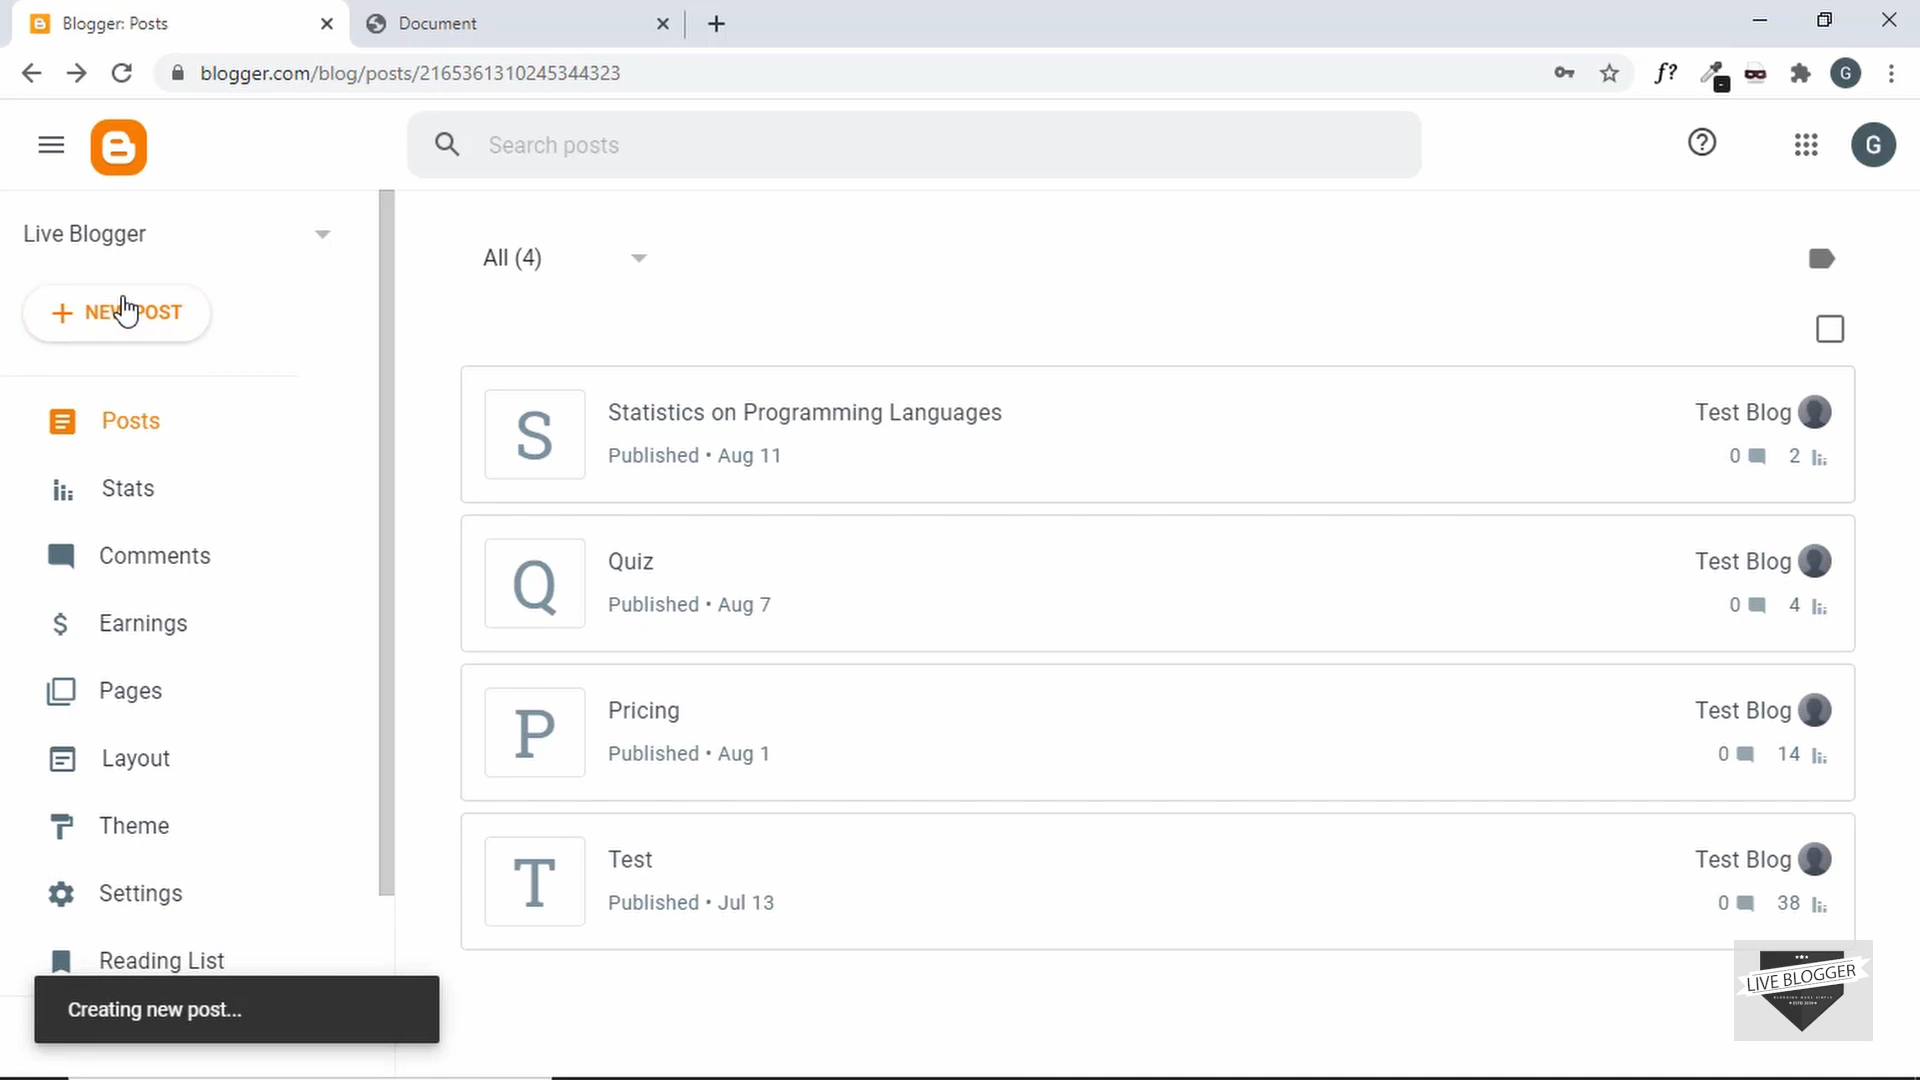 Blogger: Posts
Document
blogger.com/blog/posts/2165361310245344323
f?
G
Search posts
G
Live Blogger
All (4)
NEW POST
Posts
S
Statistics on Programming Languages
Test Blog
Published • Aug 11
0
2
Stats
Comments
Q
Quiz
Test Blog
Published • Aug 7
0
4
Earnings
Pages
P
Pricing
Test Blog
Published • Aug 1
0
14
Layout
Theme
T
Test
Test Blog
Published • Jul 13
0
38
Settings
Reading List
Creating new post...
LIVE BLOGGER